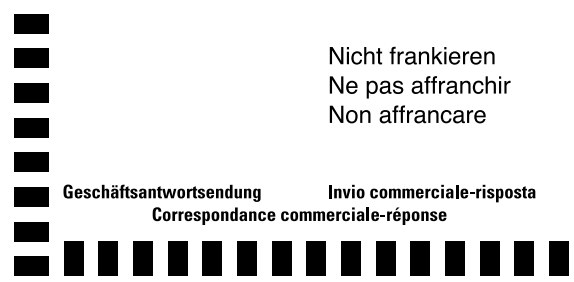 Nicht frankieren
Ne pas affranchir
Non affrancare
Geschäftsantwortsendung Invio commerciale-risposta
Correspondance commerciale-réponse